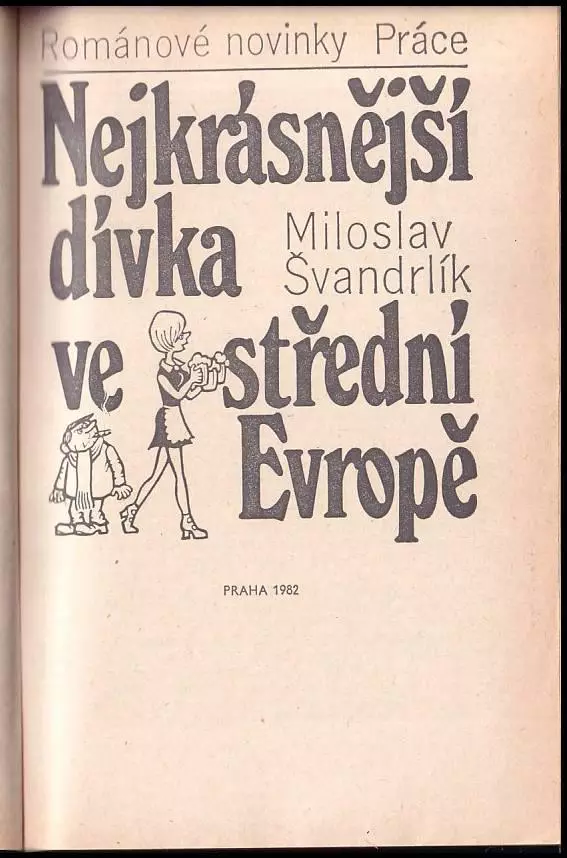 Románové novinky Práce
Nejkrásnější
dívka
Miloslav
Švandrlík
ve střední
Evropě
PRAHA 1982